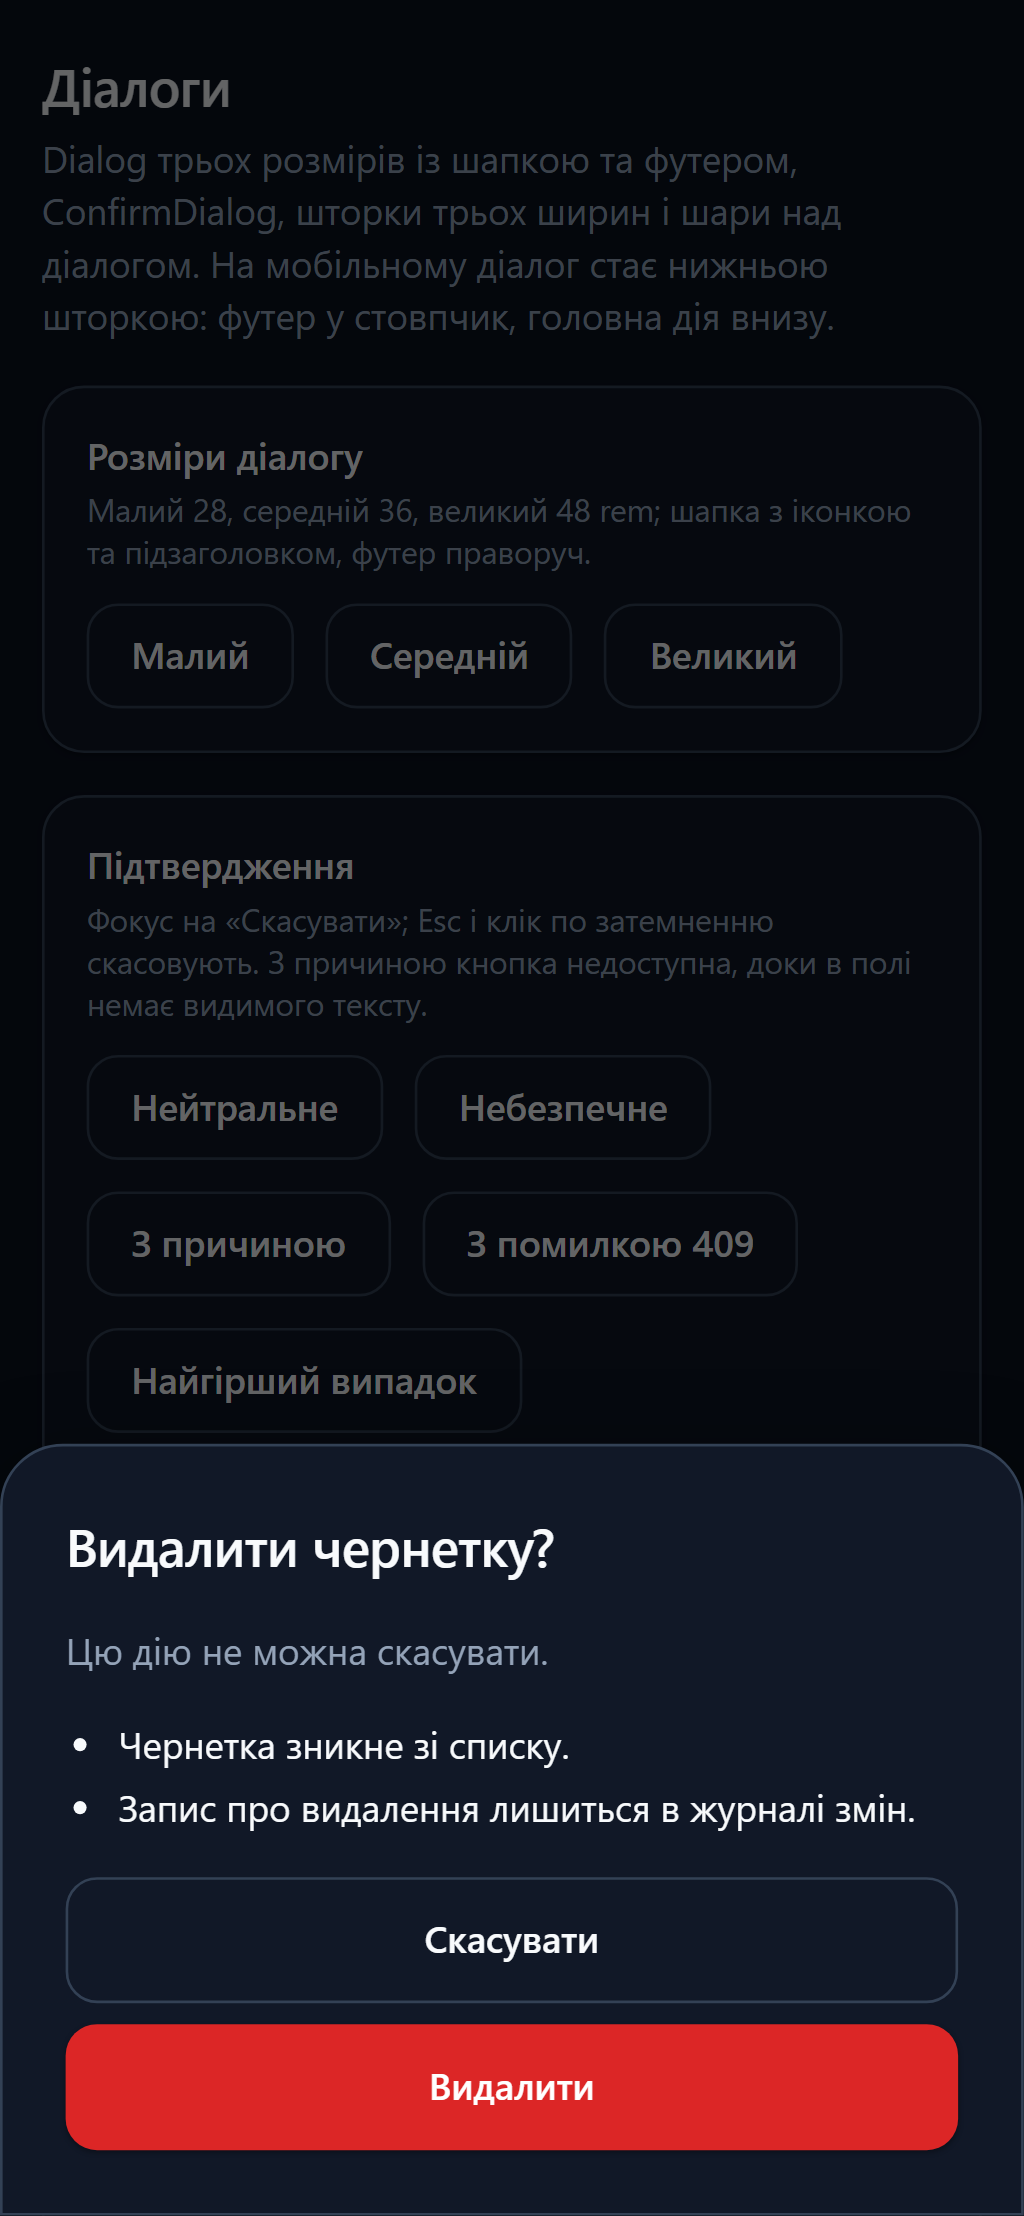 Діалоги
Dialog трьох розмірів із шапкою та футером,
ConfirmDialog, шторки трьох ширин і шари над
діалогом. На мобільному діалог стає нижньою
шторкою: футер у стовпчик, головна дія внизу.
Розміри діалогу
Малий 28, середній 36, великий 48 rem; шапка з іконкою
та підзаголовком, футер праворуч.
Малий
Середній
Великий
Підтвердження
Фокус на «Скасувати»; Esc і клік по затемненню
скасовують. З причиною кнопка недоступна, доки в полі
немає видимого тексту.
Нейтральне
Небезпечне
З причиною
З помилкою 409
Найгірший випадок
Видалити чернетку?
Цю дію не можна скасувати.
• Чернетка зникне зі списку.
• Запис про видалення лишиться в журналі змін.
Скасувати
Видалити